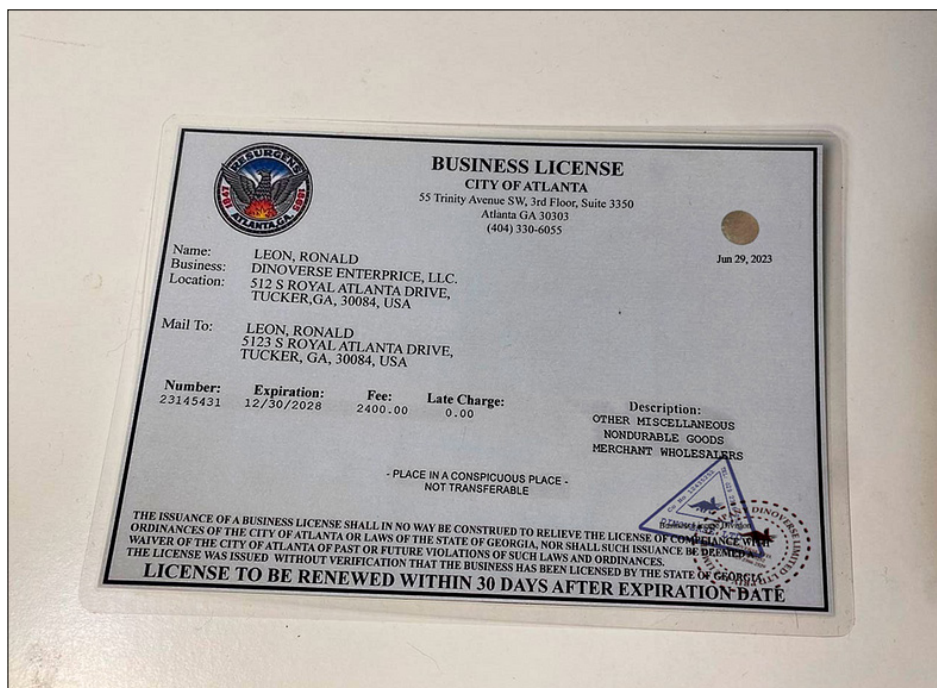 RESURGENS
1847 1865
ATLANTA,GA.
BUSINESS LICENSE
CITY OF ATLANTA
55 Trinity Avenue SW, 3rd Floor, Suite 3350
Atlanta GA 30303
(404) 330-6055
Jun 29, 2023
Name: LEON, RONALD
Business: DINOVERSE ENTERPRICE, LLC.
Location: 512 S ROYAL ATLANTA DRIVE,
TUCKER,GA, 30084, USA
Mail To: LEON, RONALD
5123 S ROYAL ATLANTA DRIVE,
TUCKER, GA, 30084, USA
Number: Expiration: Fee: Late Charge:
23145431 12/30/2028 2400.00 0.00
Description:
OTHER MISCELLANEOUS
NONDURABLE GOODS
MERCHANT WHOLESALERS
- PLACE IN A CONSPICUOUS PLACE -
NOT TRANSFERABLE
DINOVERSE LIMITED
THE ISSUANCE OF A BUSINESS LICENSE SHALL IN NO WAY BE CONSTRUED TO RELIEVE THE LICENSE OF COMPLIANCE WITH
ORDINANCES OF THE CITY OF ATLANTA OR LAWS OF THE STATE OF GEORGIA, NOR SHALL SUCH ISSUANCE BE DEEMED A
WAIVER OF THE CITY OF ATLANTA OF PAST OR FUTURE VIOLATIONS OF SUCH LAWS AND ORDINANCES.
THE LICENSE WAS ISSUED WITHOUT VERIFICATION THAT THE BUSINESS HAS BEEN LICENSED BY THE STATE OF GEORGIA.
LICENSE TO BE RENEWED WITHIN 30 DAYS AFTER EXPIRATION DATE